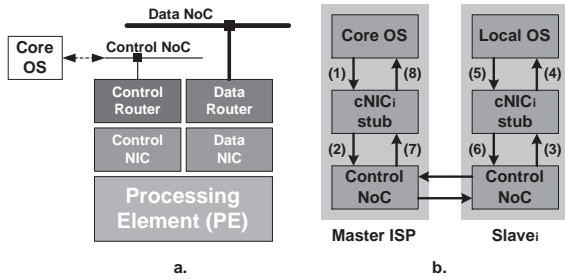 Data NoC
Core
OS
Control NoC
Control
Router
Data
Router
Control
NIC
Data
NIC
Processing
Element (PE)
a.
Core OS
(1)
(8)
cNICi
stub
(2)
(7)
Control
NoC
Master ISP
Local OS
(5)
(4)
cNICi
stub
(6)
(3)
Control
NoC
Slavei
b.